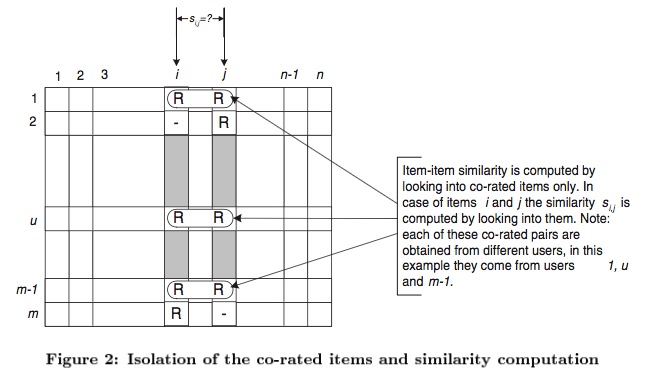 s i,j =?
1 2 3 i j n-1 n
1 R R
2 - R
u R R
m-1 R R
m R -
Item-item similarity is computed by
looking into co-rated items only. In
case of items i and j the similarity s i,j is
computed by looking into them. Note:
each of these co-rated pairs are
obtained from different users, in this
example they come from users 1, u
and m-1.
Figure 2: Isolation of the co-rated items and similarity computation